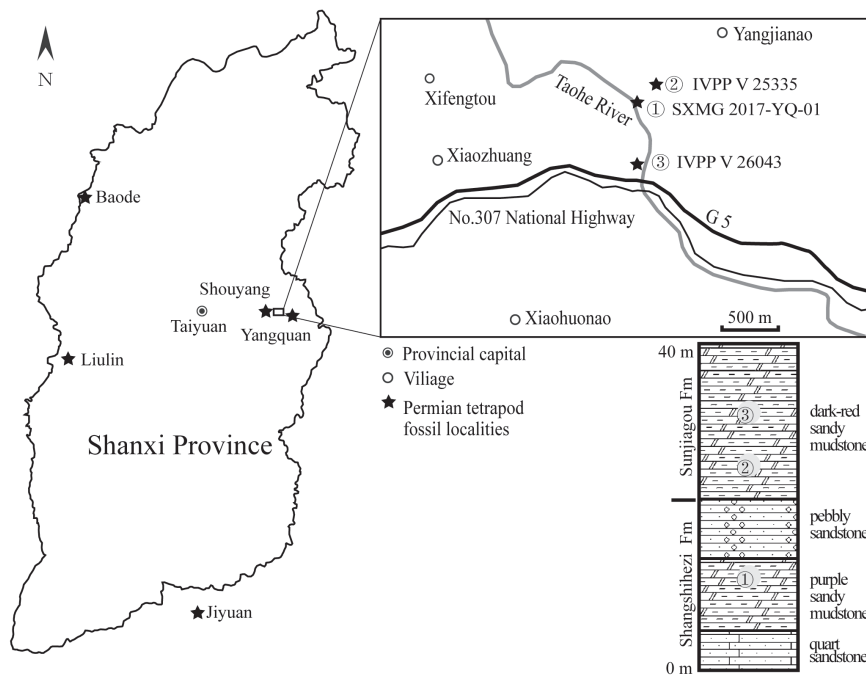 N
Baode
Shouyang
Taiyuan
Yangquan
Liulin
Shanxi Province
Jiyuan
Yangjianao
② IVPP V 25335
① SXMG 2017-YQ-01
Xifengtou
Taohe River
Xiaozhuang
③ IVPP V 26043
No.307 National Highway
G 5
Xiaohuonao
500 m
Provincial capital
Viliage
Permian tetrapod
fossil localities
40 m
Sunjiagou Fm
③
②
dark-red
sandy
mudstone
Shangshihezi Fm
pebbly
sandstone
①
purple
sandy
mudstone
quart
sandstone
0 m